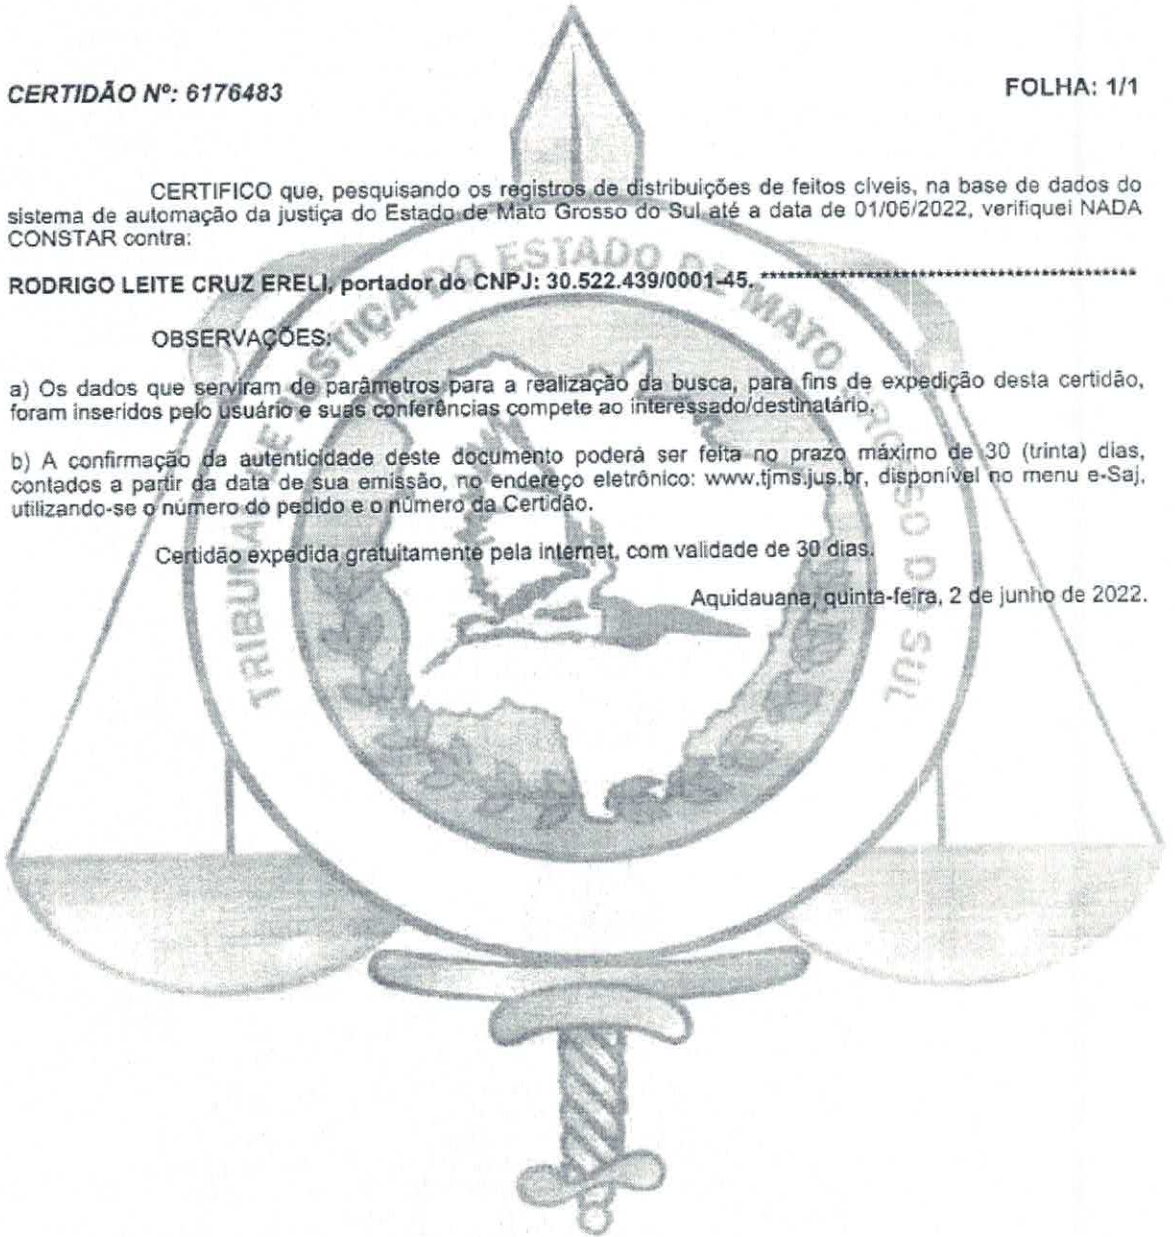 CERTIDÃO Nº: 6176483
FOLHA: 1/1
CERTIFICO que, pesquisando os registros de distribuições de feitos cíveis, na base de dados do
sistema de automação da justiça do Estado de Mato Grosso do Sul até a data de 01/06/2022, verifiquei NADA
CONSTAR contra:
RODRIGO LEITE CRUZ ERELI, portador do CNPJ: 30.522.439/0001-45. **********************************************
OBSERVAÇÕES:
a) Os dados que serviram de parâmetros para a realização da busca, para fins de expedição desta certidão,
foram inseridos pelo usuário e suas conferências compete ao interessado/destinatário.
b) A confirmação da autenticidade deste documento poderá ser feita no prazo máximo de 30 (trinta) dias,
contados a partir da data de sua emissão, no endereço eletrônico: www.tjms.jus.br, disponível no menu e-Saj,
utilizando-se o número do pedido e o número da Certidão.
Certidão expedida gratuitamente pela internet, com validade de 30 dias.
Aquidauana, quinta-feira, 2 de junho de 2022.
TRIBUNAL DE JUSTIÇA DO ESTADO DE MATO GROSSO DO SUL